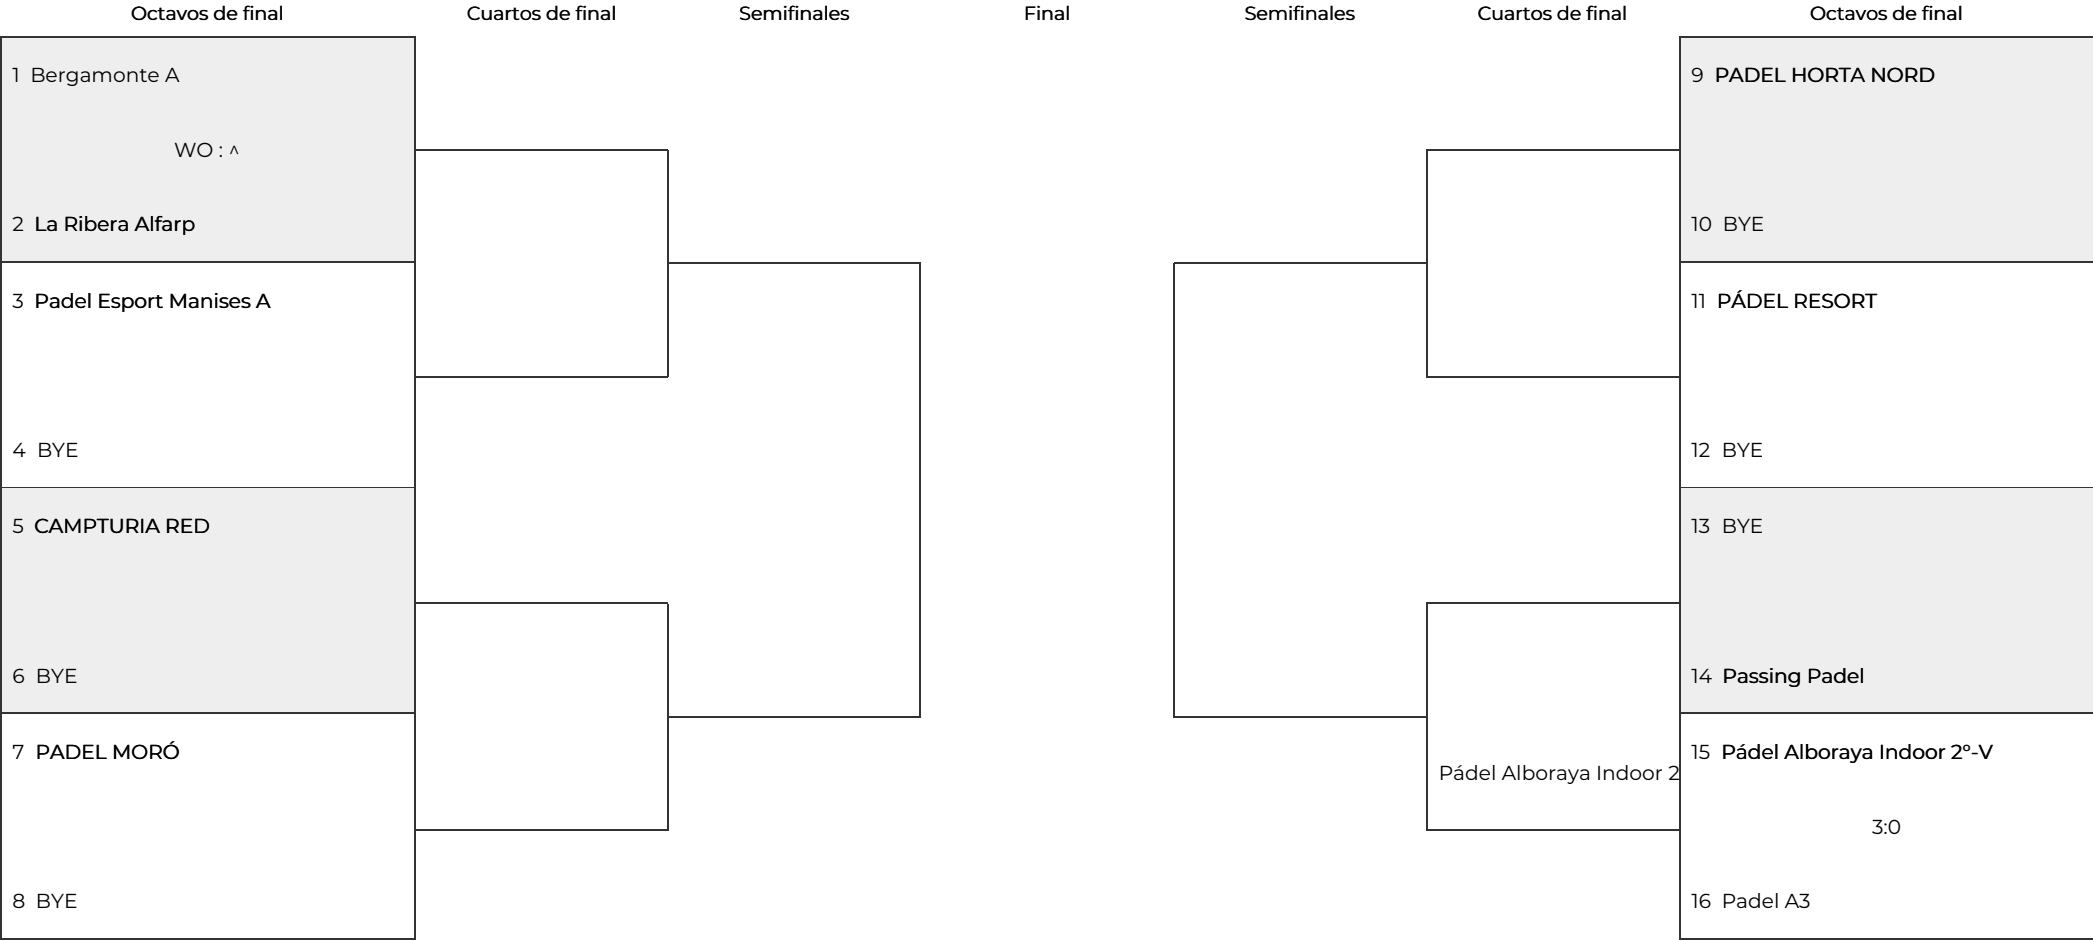 Octavos de final
Cuartos de final
Semifinales
Final
Semifinales
Cuartos de final
Octavos de final
1 Bergamonte A
WO : ^
2 La Ribera Alfarp
3 Padel Esport Manises A
4 BYE
5 CAMPTURIA RED
6 BYE
7 PADEL MORÓ
8 BYE
Pádel Alboraya Indoor 2
9 PADEL HORTA NORD
10 BYE
11 PÁDEL RESORT
12 BYE
13 BYE
14 Passing Padel
15 Pádel Alboraya Indoor 2º-V
3:0
16 Padel A3